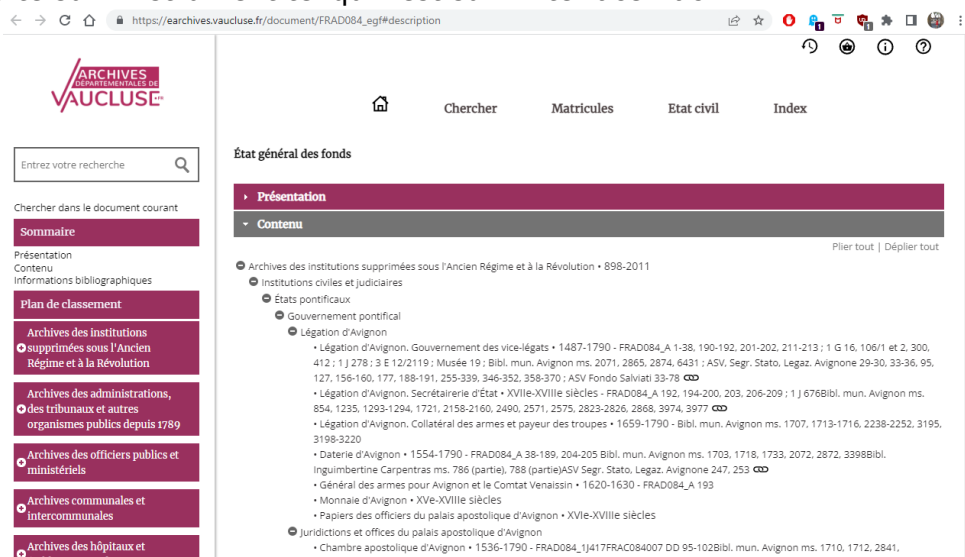 https://earchives.vaucluse.fr/document/FRAD084_egf#description
1
1
ARCHIVES
DÉPARTEMENTALES DE
VAUCLUSE.FR
Chercher
Matricules
Etat civil
Index
Entrez votre recherche
Chercher dans le document courant
Sommaire
Présentation
Contenu
Informations bibliographiques
Plan de classement
Archives des institutions
supprimées sous l'Ancien
Régime et à la Révolution
Archives des administrations,
des tribunaux et autres
organismes publics depuis 1789
Archives des officiers publics et
ministériels
Archives communales et
intercommunales
Archives des hôpitaux et
État général des fonds
Présentation
Contenu
Plier tout | Déplier tout
Archives des institutions supprimées sous l'Ancien Régime et à la Révolution • 898-2011
Institutions civiles et judiciaires
États pontificaux
Gouvernement pontifical
Légation d'Avignon
• Légation d'Avignon. Gouvernement des vice-légats • 1487-1790 - FRAD084_A 1-38, 190-192, 201-202, 211-213 ; 1 G 16, 106/1 et 2, 300,
412 ; 1 J 278 ; 3 E 12/2119 ; Musée 19 ; Bibl. mun. Avignon ms. 2071, 2865, 2874, 6431 ; ASV, Segr. Stato, Legaz. Avignone 29-30, 33-36, 95,
127, 156-160, 177, 188-191, 255-339, 346-352, 358-370 ; ASV Fondo Salviati 33-78
• Légation d'Avignon. Secrétairerie d'État • XVIIe-XVIIIe siècles - FRAD084_A 192, 194-200, 203, 206-209 ; 1 J 676Bibl. mun. Avignon ms.
854, 1235, 1293-1294, 1721, 2158-2160, 2490, 2571, 2575, 2823-2826, 2868, 3974, 3977
• Légation d'Avignon. Collatéral des armes et payeur des troupes • 1659-1790 - Bibl. mun. Avignon ms. 1707, 1713-1716, 2238-2252, 3195,
3198-3220
• Daterie d'Avignon • 1554-1790 - FRAD084_A 38-189, 204-205 Bibl. mun. Avignon ms. 1703, 1718, 1733, 2072, 2872, 3398Bibl.
Inguimbertine Carpentras ms. 786 (partie), 788 (partie)ASV Segr. Stato, Legaz. Avignone 247, 253
• Général des armes pour Avignon et le Comtat Venaissin • 1620-1630 - FRAD084_A 193
• Monnaie d'Avignon • XVe-XVIIIe siècles
• Papiers des officiers du palais apostolique d'Avignon • XVIe-XVIIIe siècles
Juridictions et offices du palais apostolique d'Avignon
• Chambre apostolique d'Avignon • 1536-1790 - FRAD084_1J417FRAC084007 DD 95-102Bibl. mun. Avignon ms. 1710, 1712, 2841,